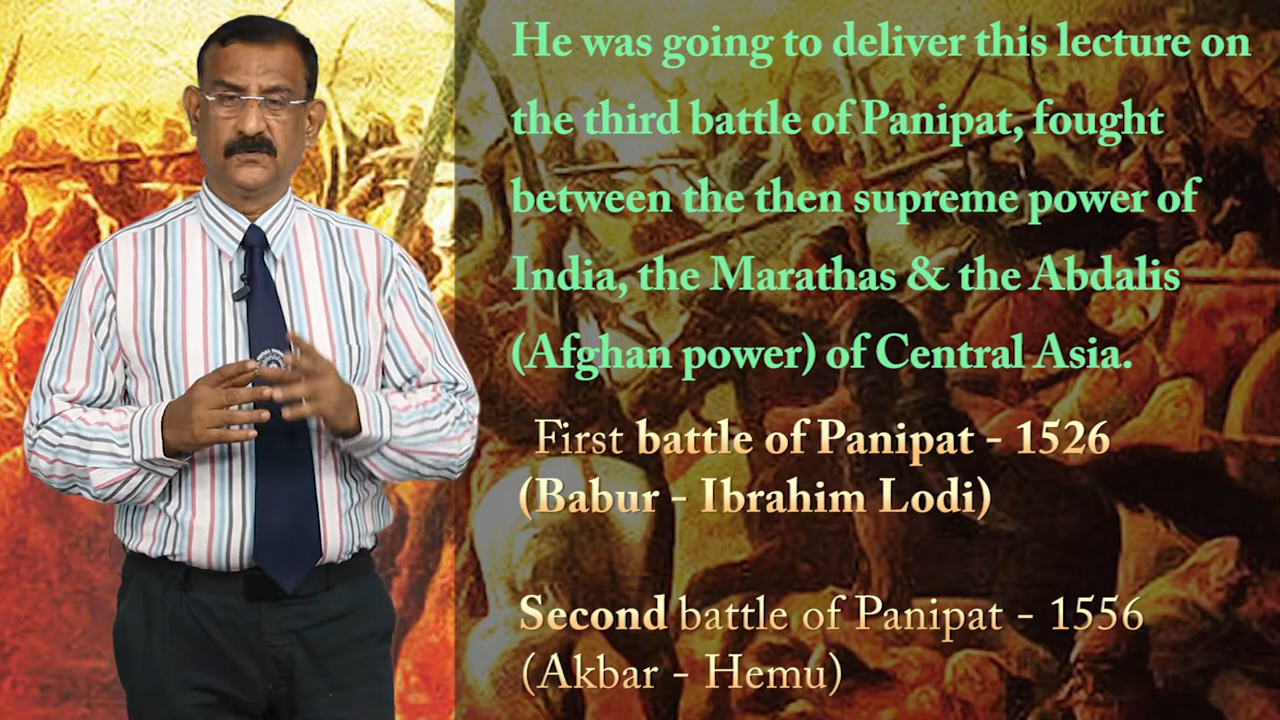 He was going to deliver this lecture on
the third battle of Panipat, fought
between the then supreme power of
India, the Marathas & the Abdalis
(Afghan power) of Central Asia.
First battle of Panipat - 1526
(Babur - Ibrahim Lodi)
Second battle of Panipat - 1556
(Akbar - Hemu)